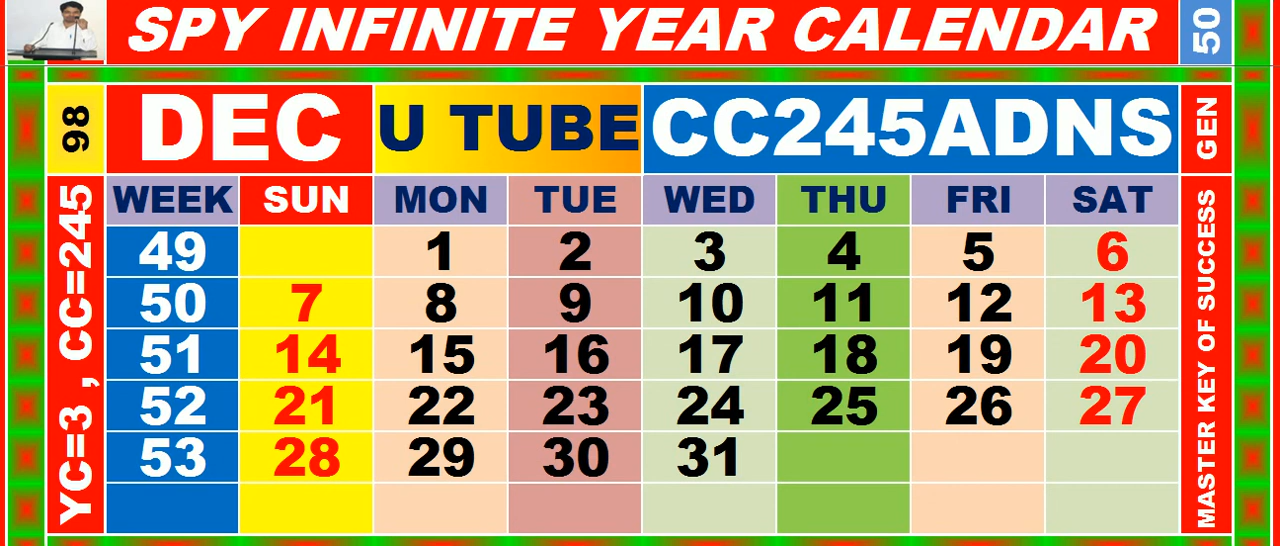 SPY INFINITE YEAR CALENDAR 50
98 DEC U TUBE CC245ADNS GEN
YC=3 , CC=245
WEEK SUN MON TUE WED THU FRI SAT
49 1 2 3 4 5 6
50 7 8 9 10 11 12 13
51 14 15 16 17 18 19 20
52 21 22 23 24 25 26 27
53 28 29 30 31
MASTER KEY OF SUCCESS